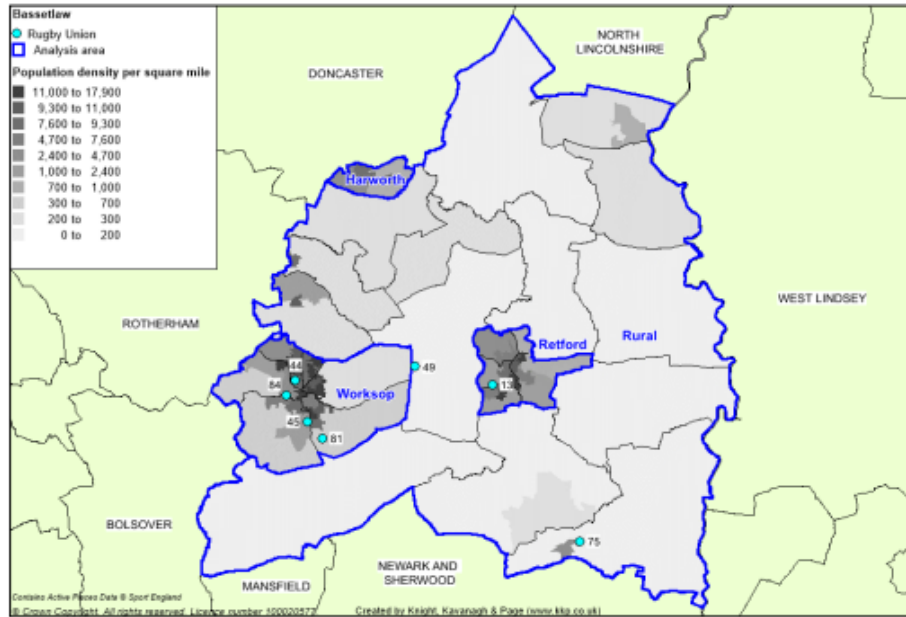 Bassetlaw
Rugby Union
Analysis area
Population density per square mile
11,000 to 17,900
9,300 to 11,000
7,600 to 9,300
4,700 to 7,600
2,400 to 4,700
1,000 to 2,400
700 to 1,000
300 to 700
200 to 300
0 to 200
NORTH
LINCOLNSHIRE
DONCASTER
Harworth
WEST LINDSEY
ROTHERHAM
Retford
Rural
44
49
84
Worksop
13
45
81
BOLSOVER
75
NEWARK AND
SHERWOOD
MANSFIELD
Contains Active Places Data © Sport England
© Crown Copyright. All rights reserved. Licence number 100020577
Created by Knight, Kavanagh & Page (www.kkp.co.uk)